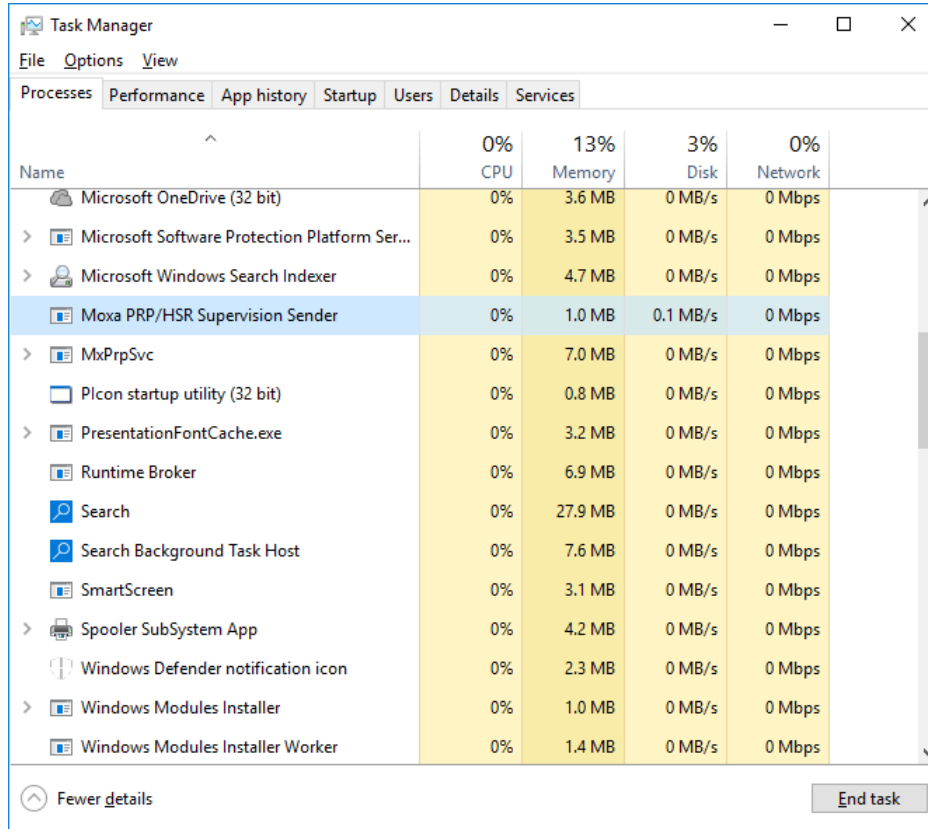 Task Manager
File Options View
Processes Performance App history Startup Users Details Services
0% 13% 3% 0%
Name CPU Memory Disk Network
Microsoft OneDrive (32 bit) 0% 3.6 MB 0 MB/s 0 Mbps
Microsoft Software Protection Platform Ser... 0% 3.5 MB 0 MB/s 0 Mbps
Microsoft Windows Search Indexer 0% 4.7 MB 0 MB/s 0 Mbps
Moxa PRP/HSR Supervision Sender 0% 1.0 MB 0.1 MB/s 0 Mbps
MxPrpSvc 0% 7.0 MB 0 MB/s 0 Mbps
PIcon startup utility (32 bit) 0% 0.8 MB 0 MB/s 0 Mbps
PresentationFontCache.exe 0% 3.2 MB 0 MB/s 0 Mbps
Runtime Broker 0% 6.9 MB 0 MB/s 0 Mbps
Search 0% 27.9 MB 0 MB/s 0 Mbps
Search Background Task Host 0% 7.6 MB 0 MB/s 0 Mbps
SmartScreen 0% 3.1 MB 0 MB/s 0 Mbps
Spooler SubSystem App 0% 4.2 MB 0 MB/s 0 Mbps
Windows Defender notification icon 0% 2.3 MB 0 MB/s 0 Mbps
Windows Modules Installer 0% 1.0 MB 0 MB/s 0 Mbps
Windows Modules Installer Worker 0% 1.4 MB 0 MB/s 0 Mbps
Fewer details End task